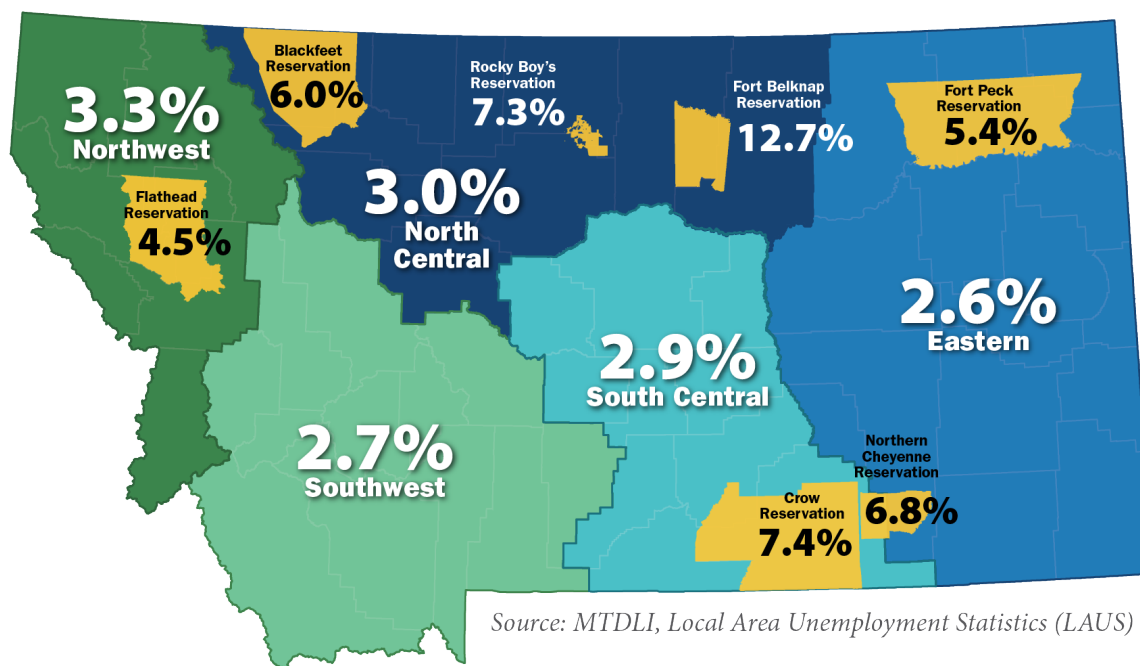 Blackfeet
Reservation
6.0%
Rocky Boy's
Reservation
7.3%
Fort Belknap
Reservation
12.7%
Fort Peck
Reservation
5.4%
3.3%
Northwest
Flathead
Reservation
4.5%
3.0%
North
Central
2.6%
Eastern
2.9%
South Central
2.7%
Southwest
Northern
Cheyenne
Reservation
6.8%
Crow
Reservation
7.4%
Source: MTDLI, Local Area Unemployment Statistics (LAUS)